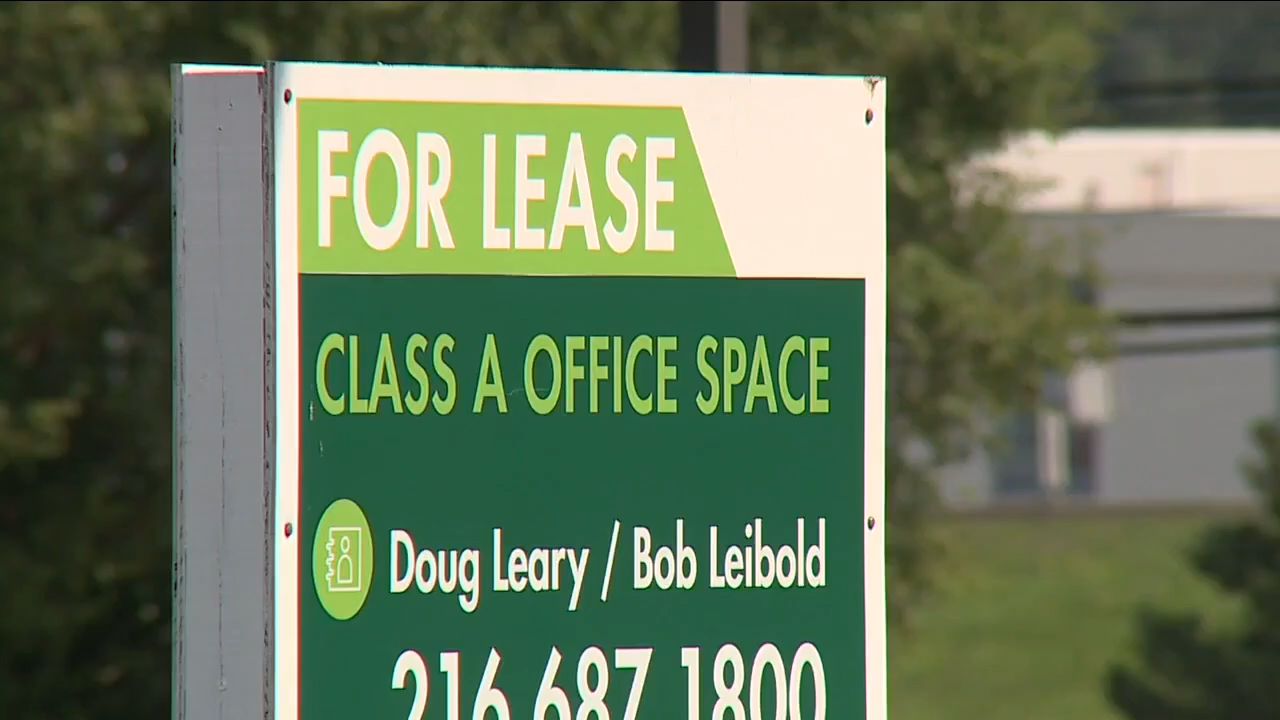 FOR LEASE
CLASS A OFFICE SPACE
Doug Leary / Bob Leibold
216 687 1800